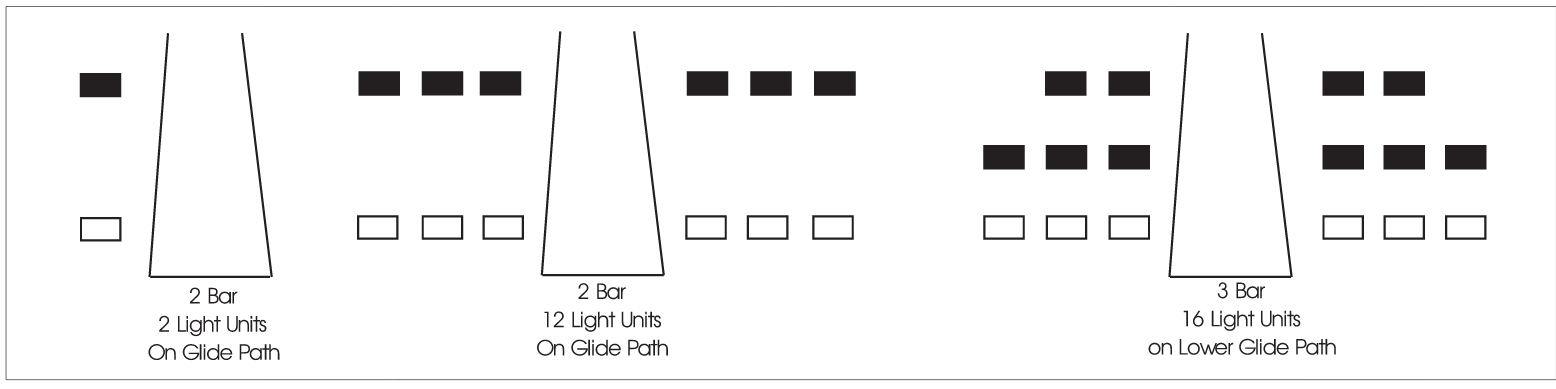 2 Bar
2 Light Units
On Glide Path
2 Bar
12 Light Units
On Glide Path
3 Bar
16 Light Units
on Lower Glide Path